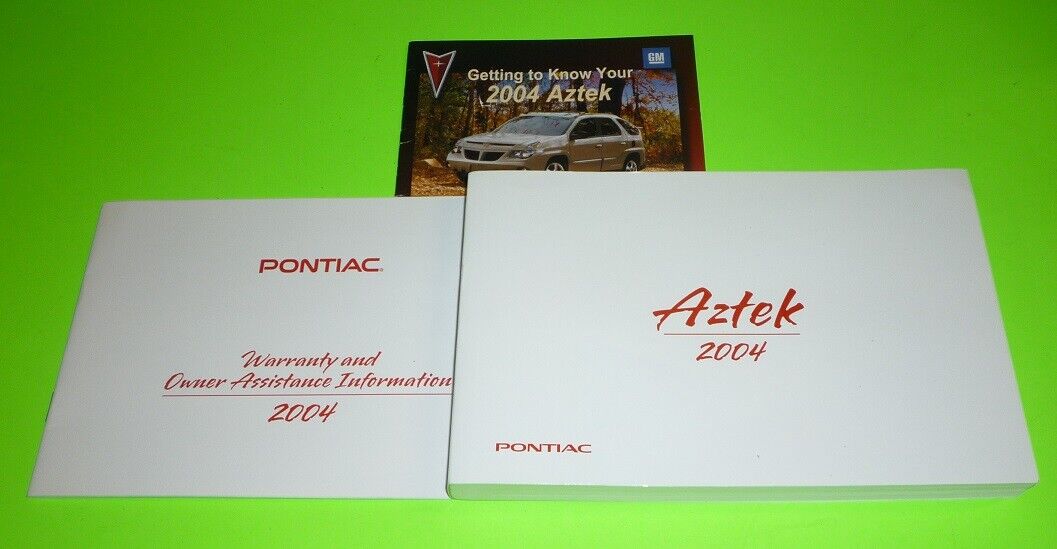 GM
Getting to Know Your
2004 Aztek
PONTIAC®
Warranty and
Owner Assistance Information
2004
Aztek
2004
PONTIAC